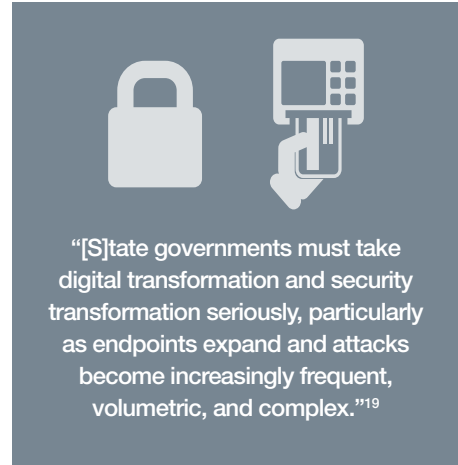 “[S]tate governments must take
digital transformation and security
transformation seriously, particularly
as endpoints expand and attacks
become increasingly frequent,
volumetric, and complex.”19